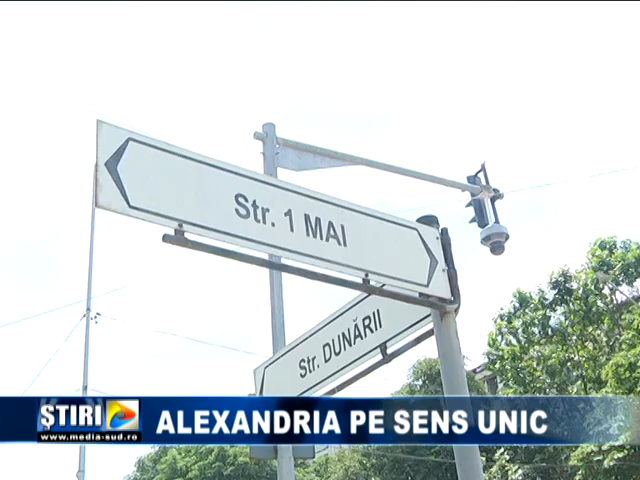 Str. 1 MAI
Str. DUNĂRII
ȘTIRI
www.media-sud.ro
ALEXANDRIA PE SENS UNIC